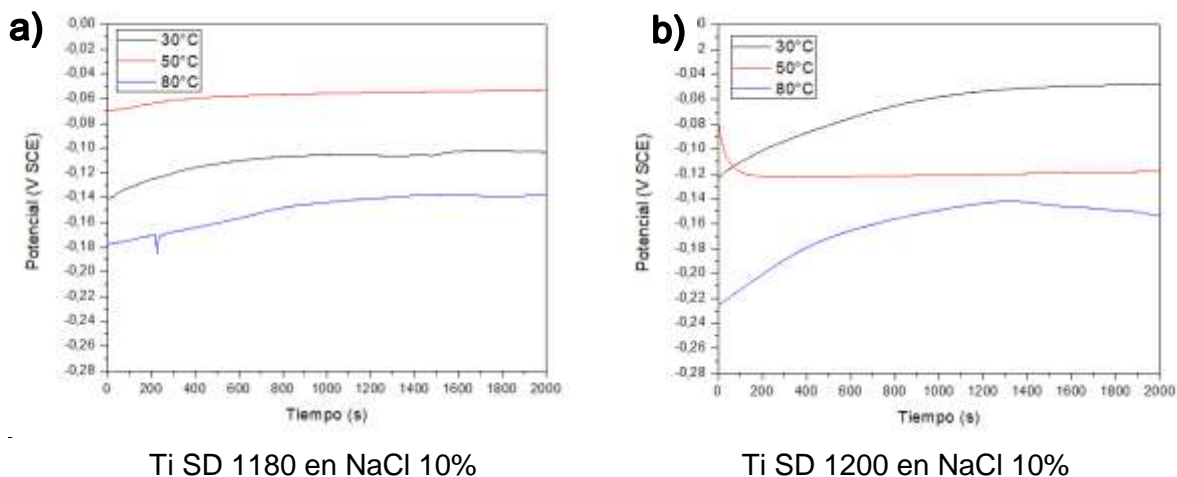 a)
0,00
-0,02
-0,04
-0,06
-0,08
-0,10
-0,12
-0,14
-0,16
-0,18
-0,20
-0,22
-0,24
-0,26
-0,28
30°C
50°C
80°C
Potencial (V SCE)
0 200 400 600 800 1000 1200 1400 1600 1800 2000
Tiempo (s)
Ti SD 1180 en NaCl 10%
b)
0
2
-0,04
-0,06
-0,08
-0,10
-0,12
-0,14
-0,16
-0,18
-0,20
-0,22
-0,24
-0,26
-0,28
30°C
50°C
80°C
Potencial (V SCE)
0 200 400 600 800 1000 1200 1400 1600 1800 2000
Tiempo (s)
Ti SD 1200 en NaCl 10%